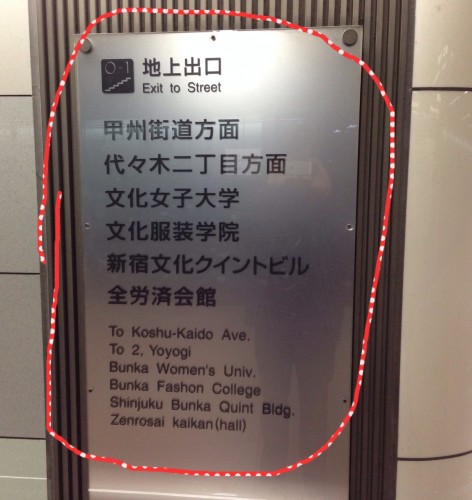 O-1 地上出口
Exit to Street
甲州街道方面
代々木二丁目方面
文化女子大学
文化服装学院
新宿文化クイントビル
全労済会館
To Koshu-Kaido Ave.
To 2, Yoyogi
Bunka Women's Univ.
Bunka Fashon College
Shinjuku Bunka Quint Bldg.
Zenrosai kaikan(hall)